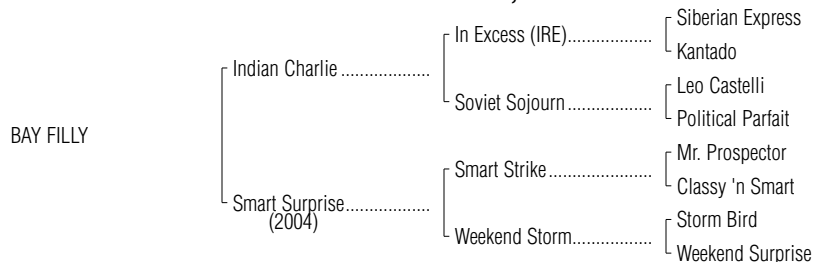 Siberian Express
In Excess (IRE)..................
Kantado
Indian Charlie ...................
Leo Castelli
Soviet Sojourn..................
Political Parfait
BAY FILLY
Mr. Prospector
Smart Strike......................
Classy 'n Smart
Smart Surprise..................
(2004)
Storm Bird
Weekend Storm.................
Weekend Surprise